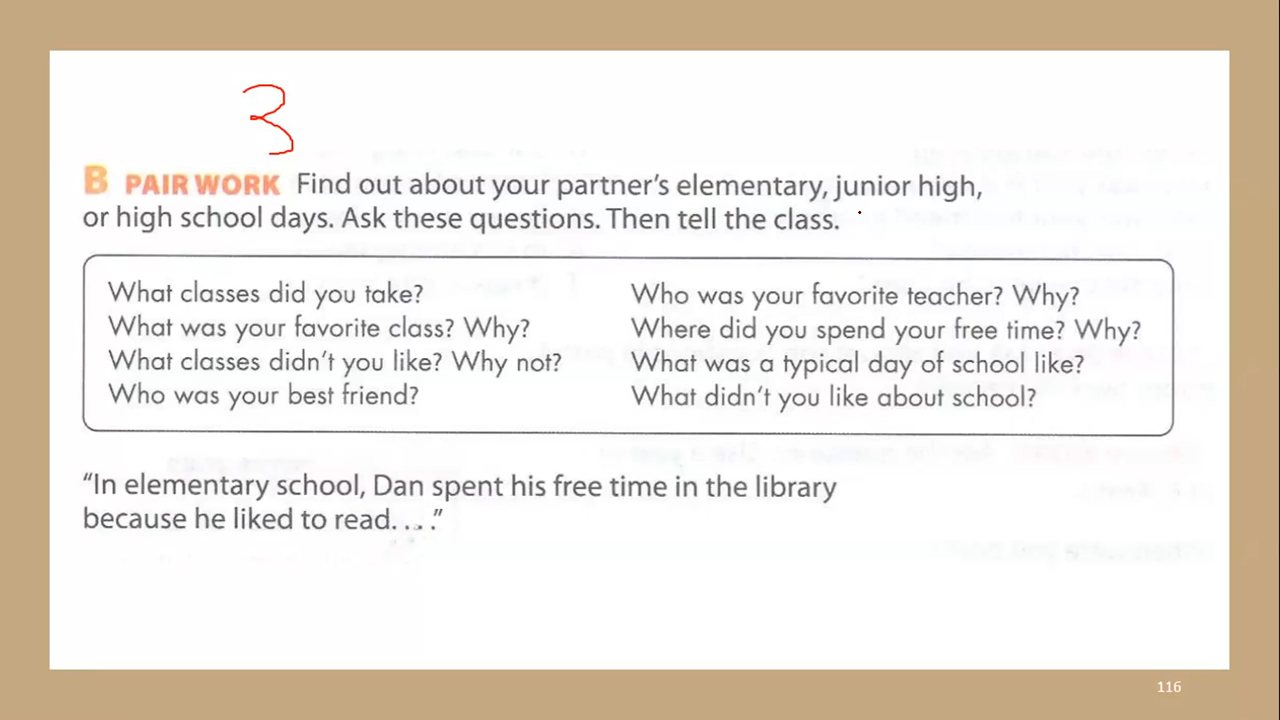 3
B PAIR WORK Find out about your partner's elementary, junior high,
or high school days. Ask these questions. Then tell the class.
What classes did you take?
What was your favorite class? Why?
What classes didn't you like? Why not?
Who was your best friend?
Who was your favorite teacher? Why?
Where did you spend your free time? Why?
What was a typical day of school like?
What didn't you like about school?
"In elementary school, Dan spent his free time in the library
because he liked to read. . . ."
116